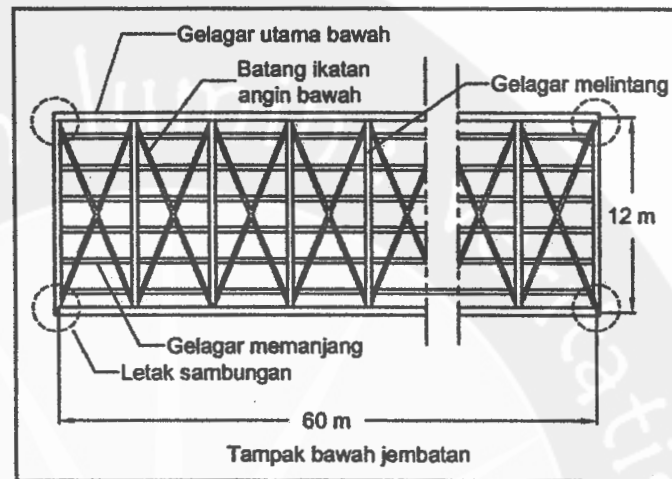 Gelagar utama bawah
Batang ikatan
angin bawah
Gelagar melintang
12 m
Gelagar memanjang
Letak sambungan
60 m
Tampak bawah jembatan